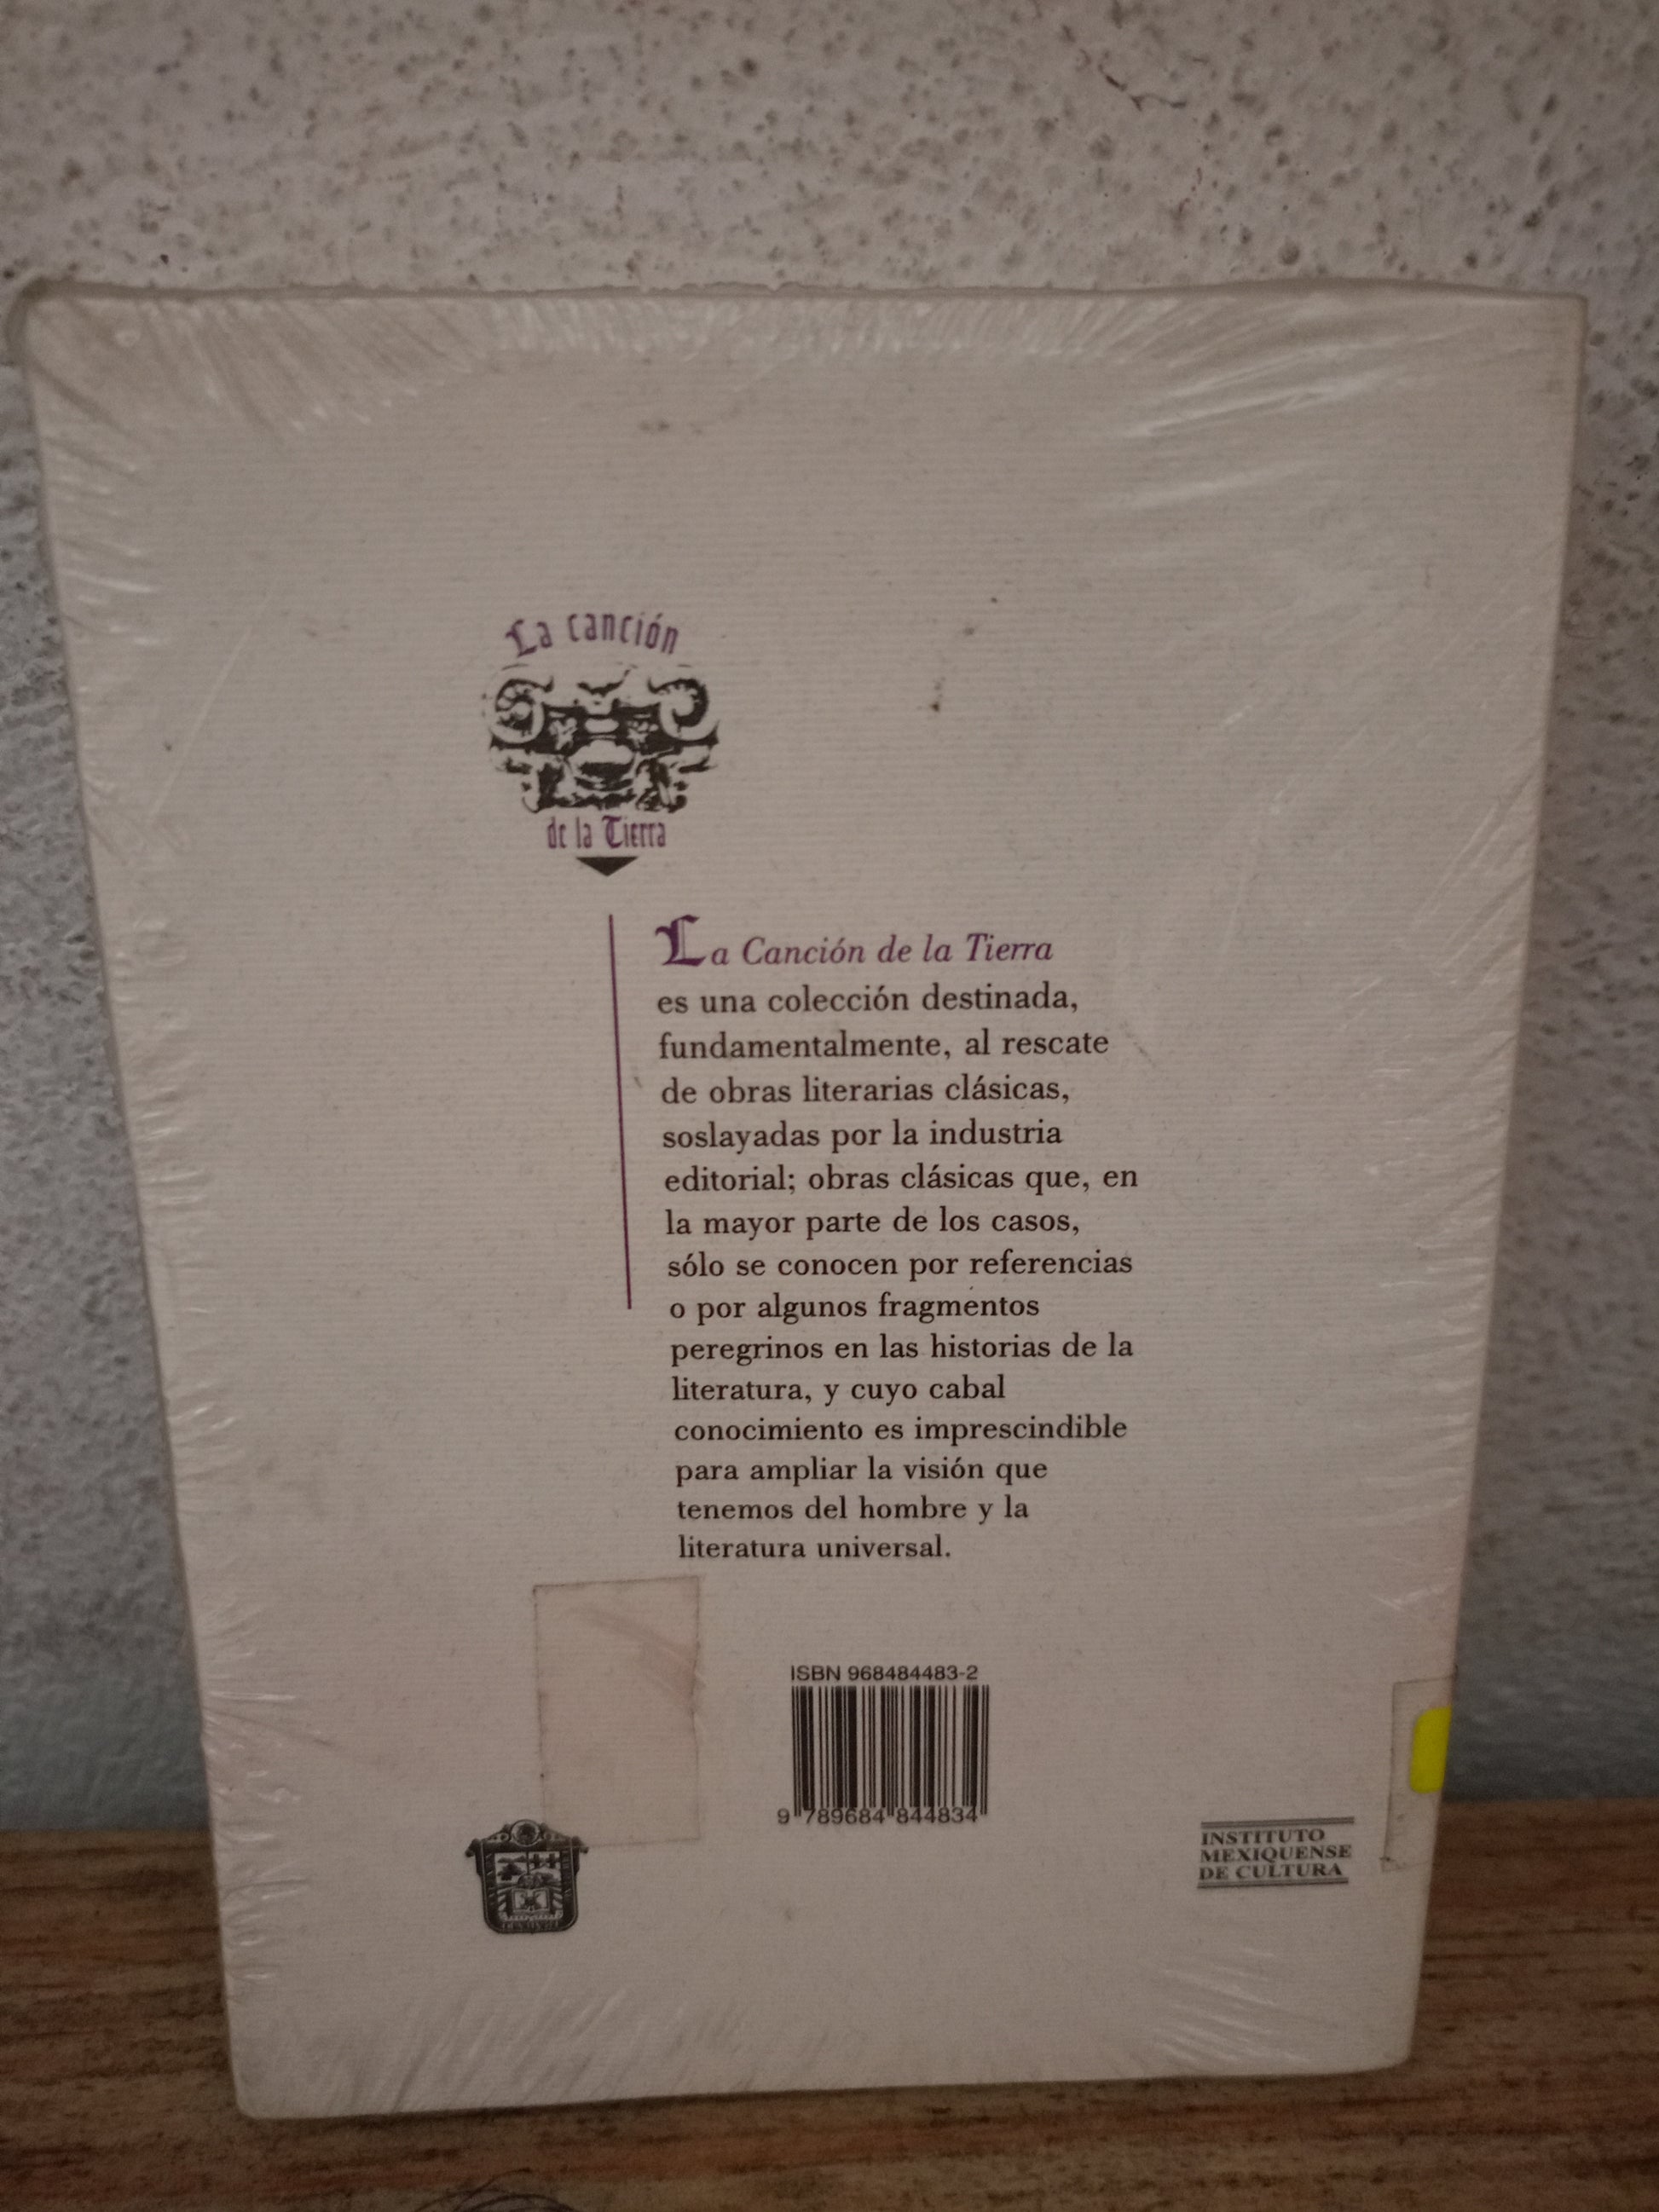 La canción
de la Tierra
La Canción de la Tierra
es una colección destinada,
fundamentalmente, al rescate
de obras literarias clásicas,
soslayadas por la industria
editorial; obras clásicas que, en
la mayor parte de los casos,
sólo se conocen por referencias
o por algunos fragmentos
peregrinos en las historias de la
literatura, y cuyo cabal
conocimiento es imprescindible
para ampliar la visión que
tenemos del hombre y la
literatura universal.
ISBN 968484483-2
9 789684 844834
INSTITUTO
MEXIQUENSE
DE CULTURA